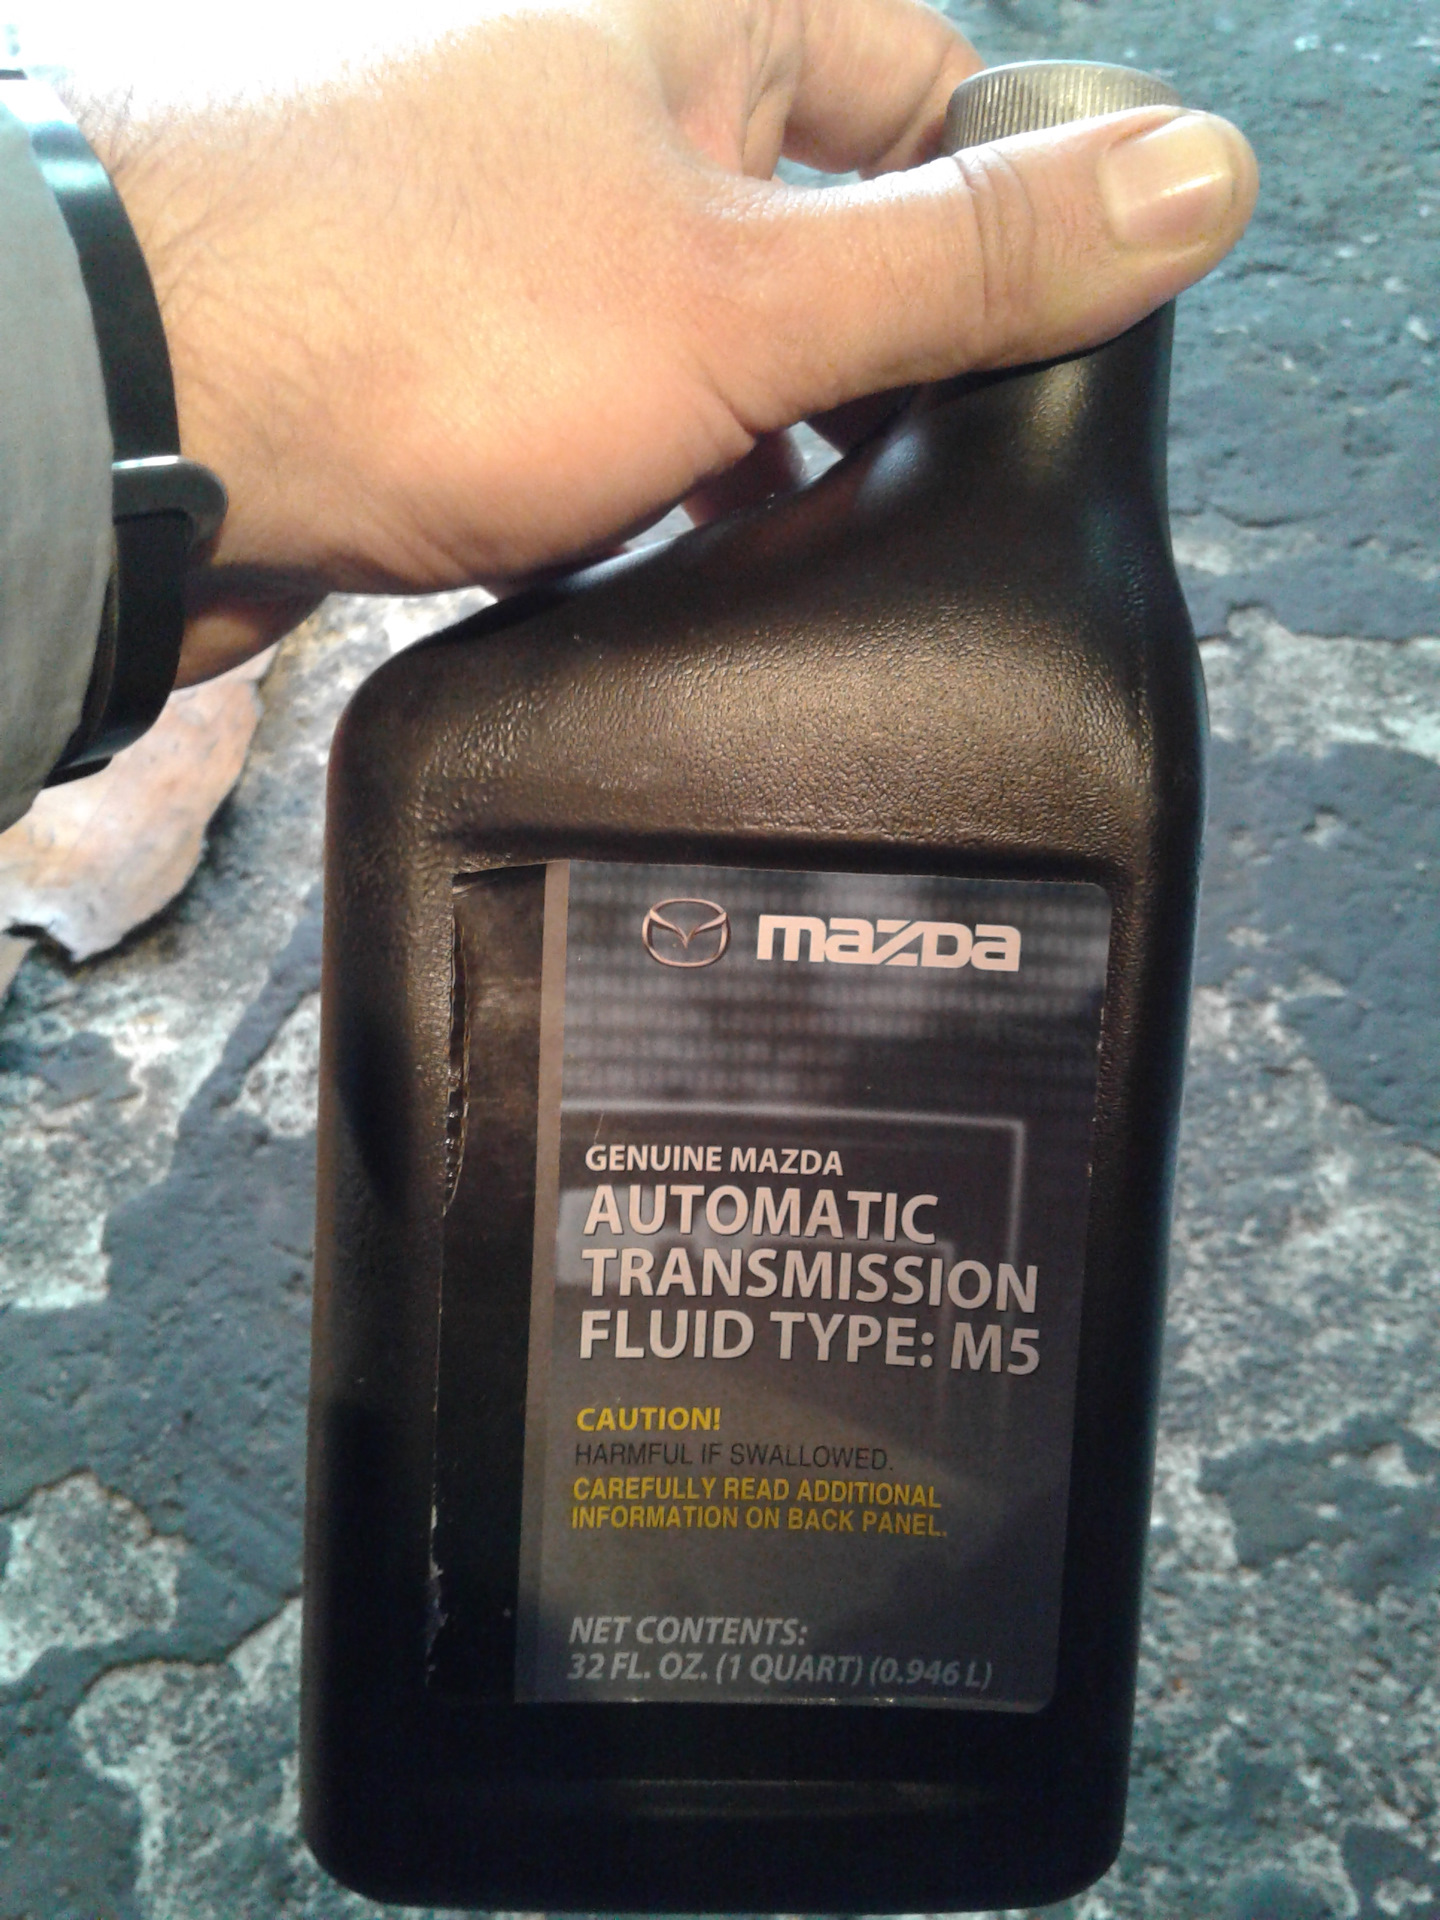 mazda
GENUINE MAZDA
AUTOMATIC
TRANSMISSION
FLUID TYPE: M5
CAUTION!
HARMFUL IF SWALLOWED.
CAREFULLY READ ADDITIONAL
INFORMATION ON BACK PANEL.
NET CONTENTS:
32 FL. OZ. (1 QUART) (0.946 L)